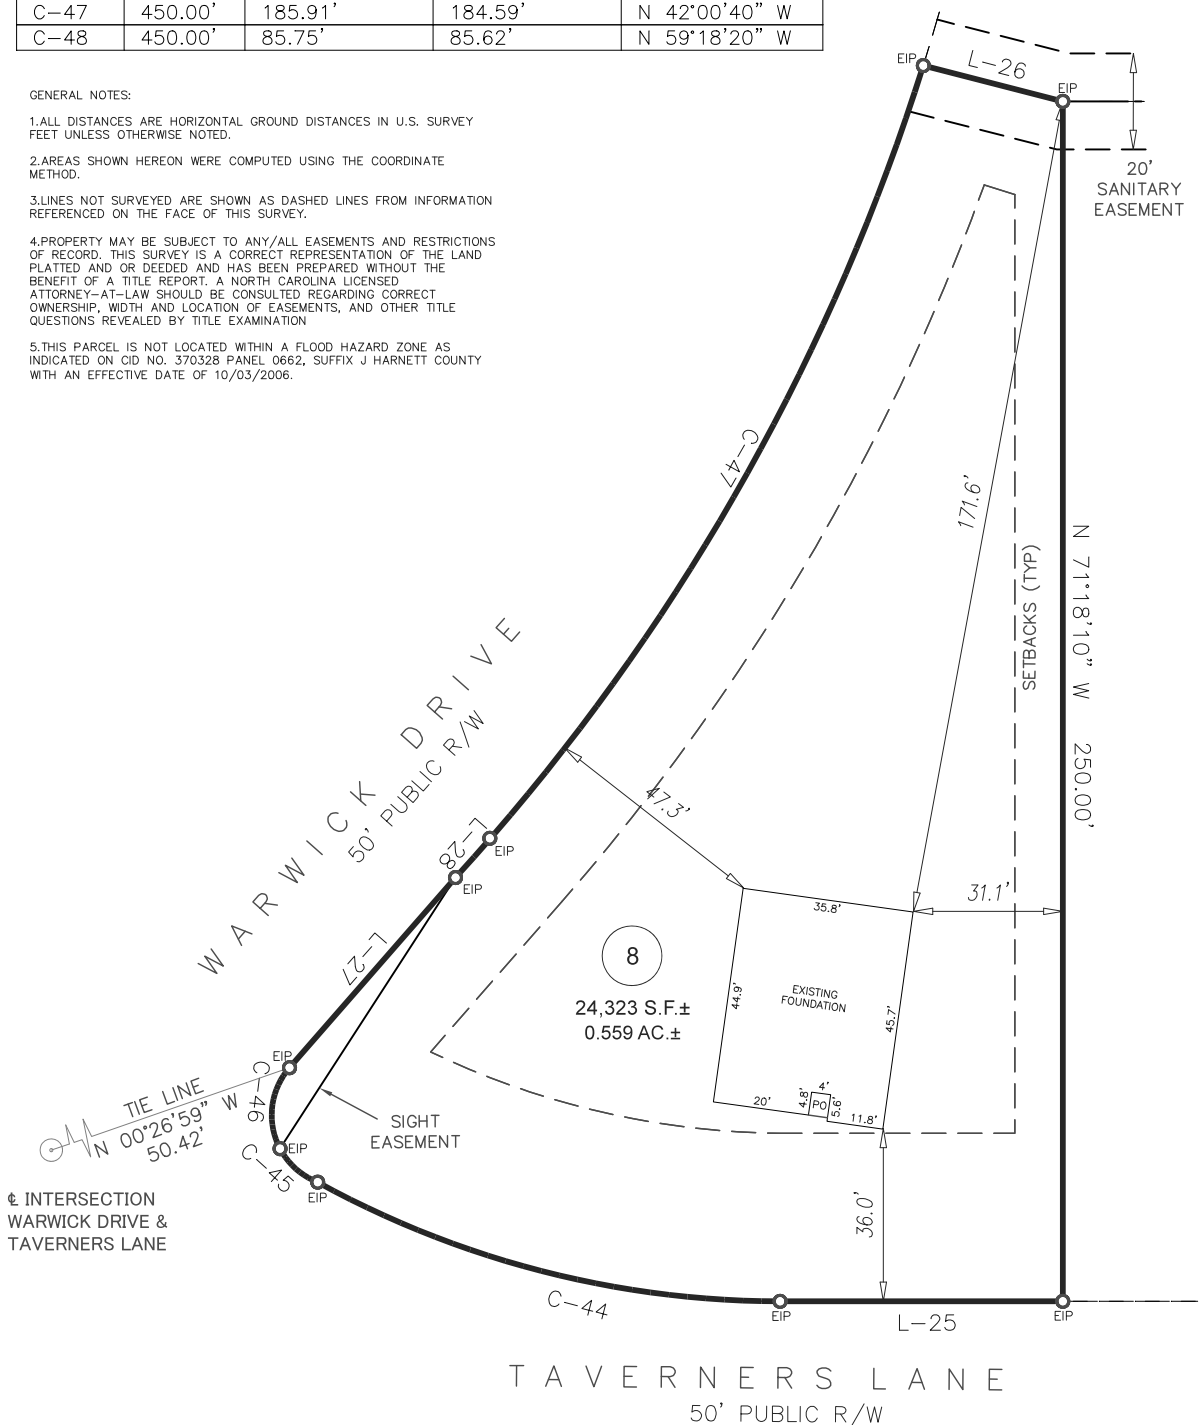 C-47 450.00' 185.91' 184.59' N 42°00'40" W
C-48 450.00' 85.75' 85.62' N 59°18'20" W
GENERAL NOTES:
1.ALL DISTANCES ARE HORIZONTAL GROUND DISTANCES IN U.S. SURVEY
FEET UNLESS OTHERWISE NOTED.
2.AREAS SHOWN HEREON WERE COMPUTED USING THE COORDINATE
METHOD.
3.LINES NOT SURVEYED ARE SHOWN AS DASHED LINES FROM INFORMATION
REFERENCED ON THE FACE OF THIS SURVEY.
4.PROPERTY MAY BE SUBJECT TO ANY/ALL EASEMENTS AND RESTRICTIONS
OF RECORD. THIS SURVEY IS A CORRECT REPRESENTATION OF THE LAND
PLATTED AND OR DEEDED AND HAS BEEN PREPARED WITHOUT THE
BENEFIT OF A TITLE REPORT. A NORTH CAROLINA LICENSED
ATTORNEY-AT-LAW SHOULD BE CONSULTED REGARDING CORRECT
OWNERSHIP, WIDTH AND LOCATION OF EASEMENTS, AND OTHER TITLE
QUESTIONS REVEALED BY TITLE EXAMINATION
5.THIS PARCEL IS NOT LOCATED WITHIN A FLOOD HAZARD ZONE AS
INDICATED ON CID NO. 370328 PANEL 0662, SUFFIX J HARNETT COUNTY
WITH AN EFFECTIVE DATE OF 10/03/2006.
EIP
L-26
EIP
20'
SANITARY
EASEMENT
C-47
171.6'
SETBACKS (TYP)
N 71°18'10" W 250.00'
WARWICK DRIVE
50' PUBLIC R/W
47.3'
L-28
EIP
EIP
L-27
35.8'
31.1'
8
24,323 S.F.±
0.559 AC.±
44.9'
EXISTING
FOUNDATION
45.7'
20'
4.8'
4'
PO
5.6'
11.8'
EIP
C-46
TIE LINE
N 00°26'59" W
50.42'
SIGHT
EASEMENT
EIP
C-45
EIP
℄ INTERSECTION
WARWICK DRIVE &
TAVERNERS LANE
36.0'
C-44
EIP
L-25
EIP
TAVERNERS LANE
50' PUBLIC R/W